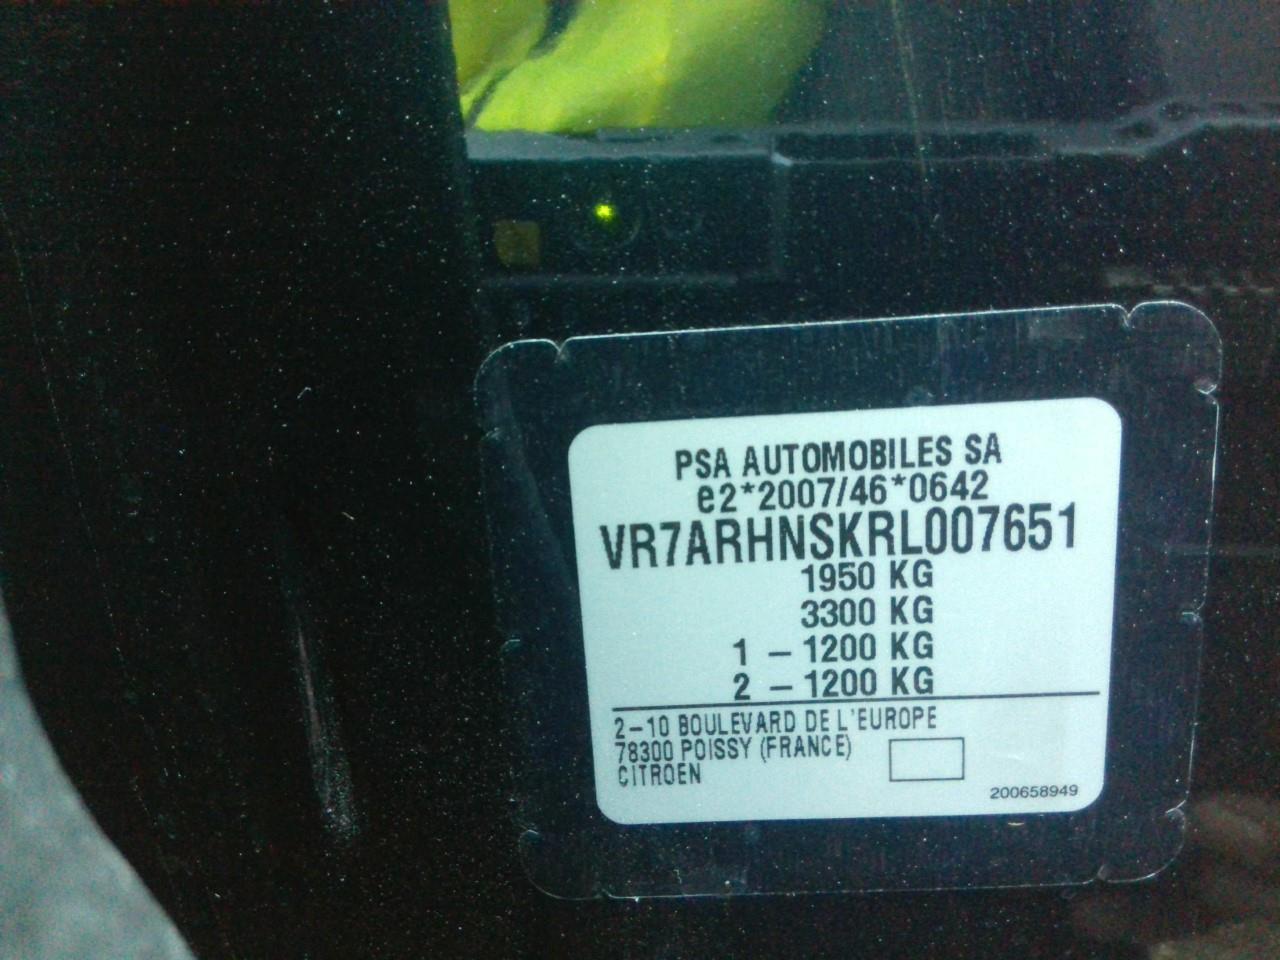 PSA AUTOMOBILES SA
e2*2007/46*0642
VR7ARHNSKRL007651
1950 KG
3300 KG
1 – 1200 KG
2 – 1200 KG
2–10 BOULEVARD DE L'EUROPE
78300 POISSY (FRANCE)
CITROEN
200658949